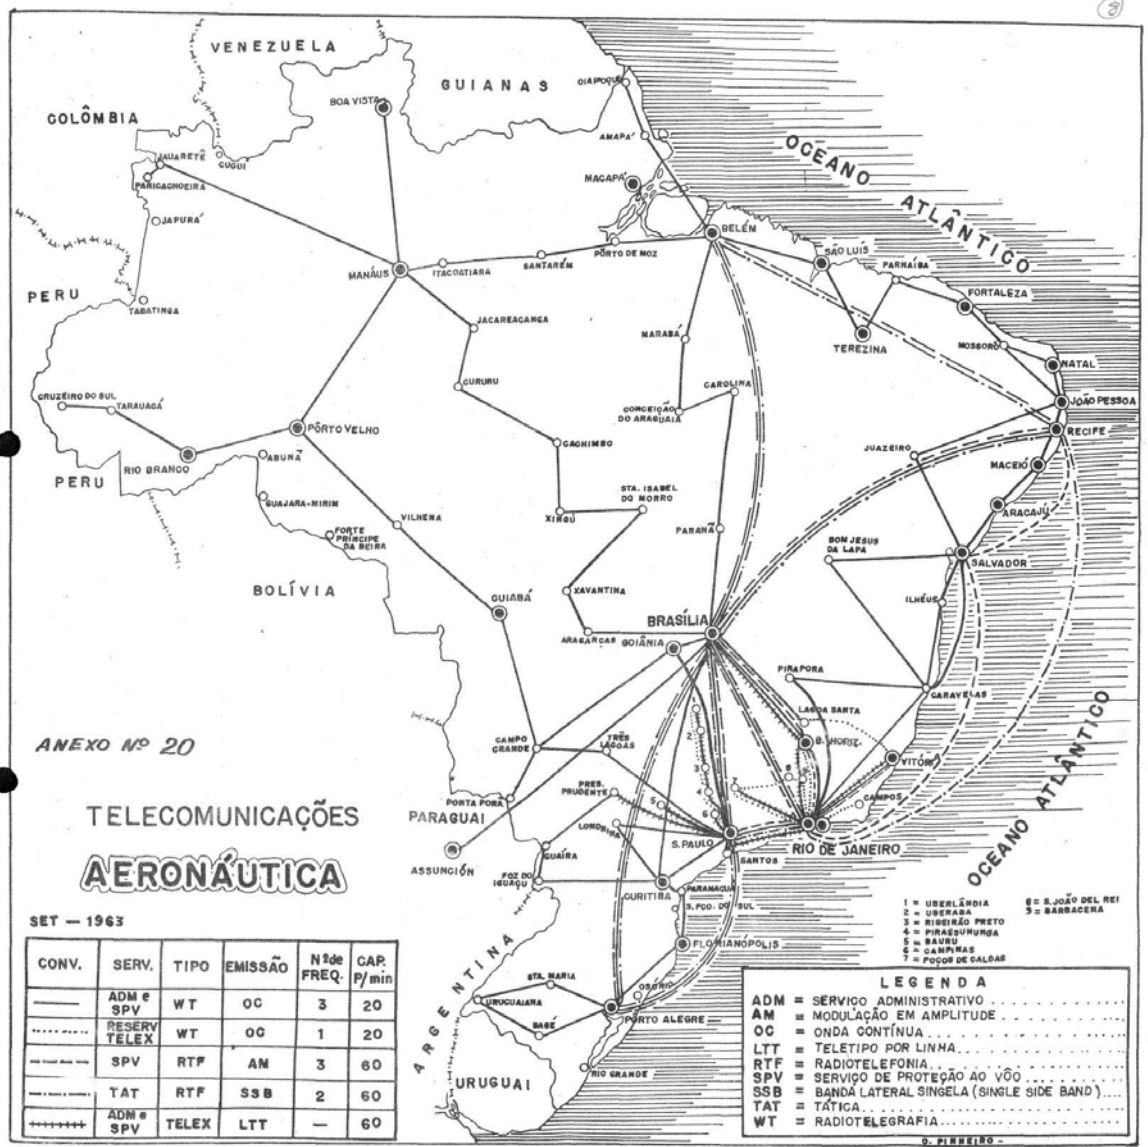 8
VENEZUELA
GUIANAS
COLÔMBIA
BOA VISTA
OIAPOQUE
AMAPÁ
OCEANO ATLÂNTICO
JAUARETÊ
CUCUÍ
PARICACHOEIRA
MACAPÁ
JAPURÁ
BELÉM
SÃO LUÍS
PARNAÍBA
MANÁUS
ITACOATIARA
SANTARÉM
PÔRTO DE MOZ
FORTALEZA
PERU
TABATINGA
JACAREACANGA
MARABÁ
TEREZINA
MOSSORÓ
NATAL
CRUZEIRO DO SUL
TARAUACÁ
CURURU
CAROLINA
CONCEIÇÃO
DO ARAGUAIA
JOÃO PESSOA
PÔRTO VELHO
RECIFE
RIO BRANCO
ABUNÃ
CACHIMBO
JUAZEIRO
MACEIÓ
PERU
GUAJARA-MIRIM
STA. ISABEL
DO MORRO
XINGÚ
ARACAJÚ
VILHENA
PARANÃ
FORTE
PRINCIPE
DA BEIRA
BOM JESUS
DA LAPA
SALVADOR
BOLÍVIA
XAVANTINA
ILHÉUS
CUIABÁ
BRASÍLIA
ARAGARÇAS
GOIÂNIA
PIRAPORA
CARAVELAS
LAGOA SANTA
OCEANO ATLÂNTICO
ANEXO Nº 20
CAMPO
GRANDE
TRÊS
LAGOAS
B. HORIZ.
VITÓRIA
PRES.
PRUDENTE
PONTA PORA
CAMPOS
TELECOMUNICAÇÕES
PARAGUAI
LONDRINA
S. PAULO
RIO DE JANEIRO
AERONÁUTICA
ASSUNCIÓN
GUAÍRA
SANTOS
FOZ DO
IGUAÇU
CURITIBA
PARANAGUÁ
S. FCO. DO SUL
FLORIANÓPOLIS
ARGENTINA
STA. MARIA
OSORIO
URUGUAIANA
BAGÉ
PORTO ALEGRE
RIO GRANDE
URUGUAI
1 = UBERLÂNDIA
2 = UBERABA
3 = RIBEIRÃO PRETO
4 = PIRASSUNUNGA
5 = BAURU
6 = CAMPINAS
7 = POÇOS DE CALDAS
8 = S. JOÃO DEL REI
9 = BARBACENA
SET — 1963
CONV. SERV. TIPO EMISSÃO Nº de FREQ. CAP. P/min
ADM e SPV WT OC 3 20
RESERV TELEX WT OC 1 20
SPV RTF AM 3 60
TAT RTF SSB 2 60
ADM e SPV TELEX LTT — 60
LEGENDA
ADM = SERVIÇO ADMINISTRATIVO
AM = MODULAÇÃO EM AMPLITUDE
OC = ONDA CONTÍNUA
LTT = TELETIPO POR LINHA
RTF = RADIOTELEFONIA
SPV = SERVIÇO DE PROTEÇÃO AO VÔO
SSB = BANDA LATERAL SINGELA (SINGLE SIDE BAND)
TAT = TÁTICA
WT = RADIOTELEGRAFIA
O. PINHEIRO -